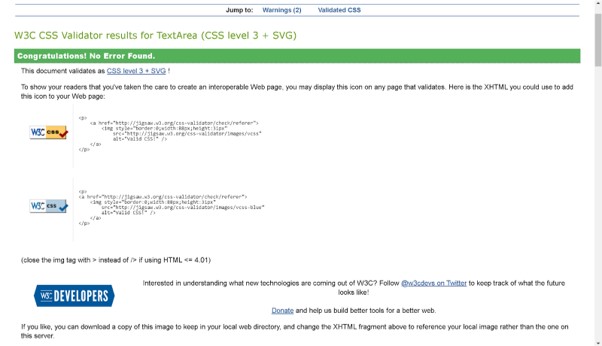 Jump to: Warnings (2) Validated CSS
W3C CSS Validator results for TextArea (CSS level 3 + SVG)
Congratulations! No Error Found.
This document validates as CSS level 3 + SVG !
To show your readers that you've taken the care to create an interoperable Web page, you may display this icon on any page that validates. Here is the XHTML you could use to add
this icon to your Web page:
<p>
<a href="http://jigsaw.w3.org/css-validator/check/referer">
<img style="border:0;width:88px;height:31px"
src="http://jigsaw.w3.org/css-validator/images/vcss"
alt="Valid CSS!" />
</a>
</p>
W3C css
<p>
<a href="http://jigsaw.w3.org/css-validator/check/referer">
<img style="border:0;width:88px;height:31px"
src="http://jigsaw.w3.org/css-validator/images/vcss-blue"
alt="Valid CSS!" />
</a>
</p>
W3C css
(close the img tag with > instead of /> if using HTML <= 4.01)
Interested in understanding what new technologies are coming out of W3C? Follow @w3cdevs on Twitter to keep track of what the future
looks like!
W3C DEVELOPERS
Donate and help us build better tools for a better web.
If you like, you can download a copy of this image to keep in your local web directory, and change the XHTML fragment above to reference your local image rather than the one on
this server.